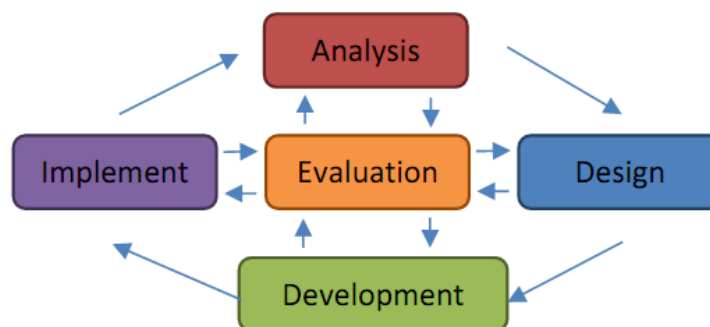 Analysis
Implement
Evaluation
Design
Development